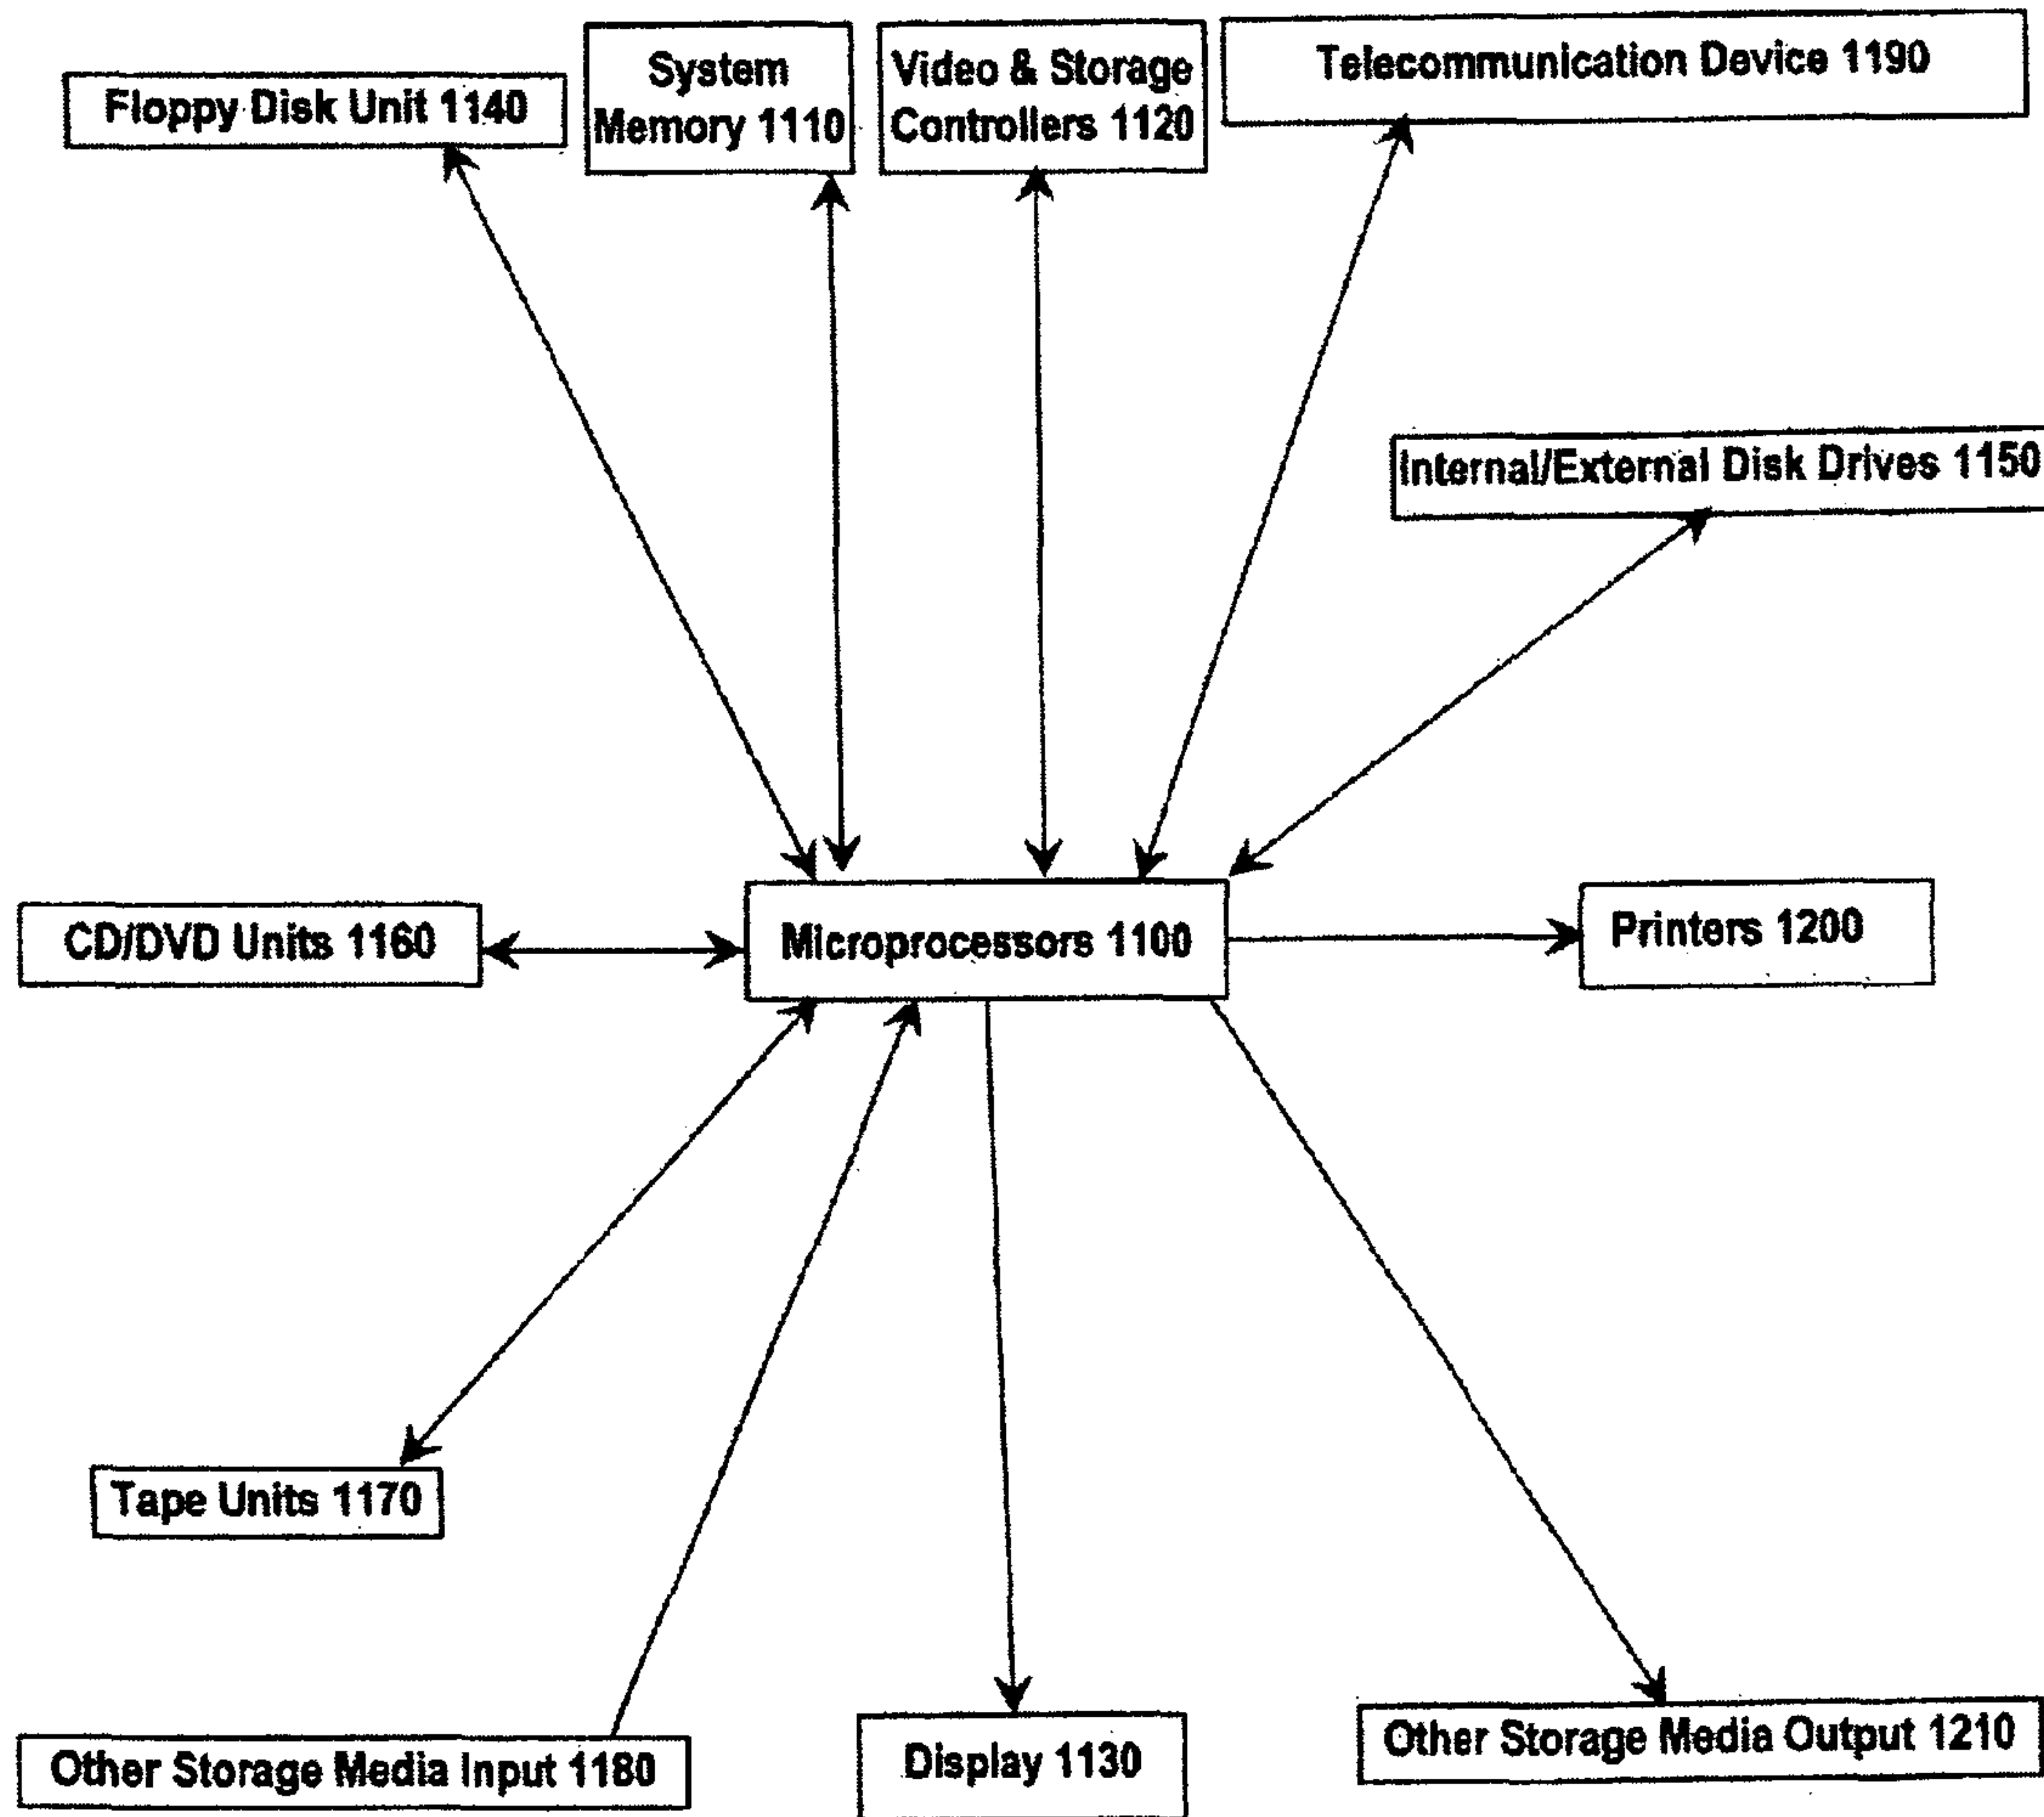 Floppy Disk Unit 1140
System
Memory 1110
Video & Storage
Controllers 1120
Telecommunication Device 1190
Internal/External Disk Drives 1150
CD/DVD Units 1160
Microprocessors 1100
Printers 1200
Tape Units 1170
Other Storage Media Input 1180
Display 1130
Other Storage Media Output 1210